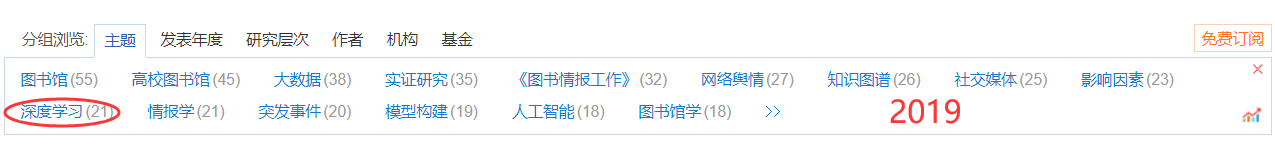 分组浏览: 主题 发表年度 研究层次 作者 机构 基金 免费订阅
图书馆(55) 高校图书馆(45) 大数据(38) 实证研究(35) 《图书情报工作》(32) 网络舆情(27) 知识图谱(26) 社交媒体(25) 影响因素(23)
深度学习(21) 情报学(21) 突发事件(20) 模型构建(19) 人工智能(18) 图书馆学(18) >> 2019